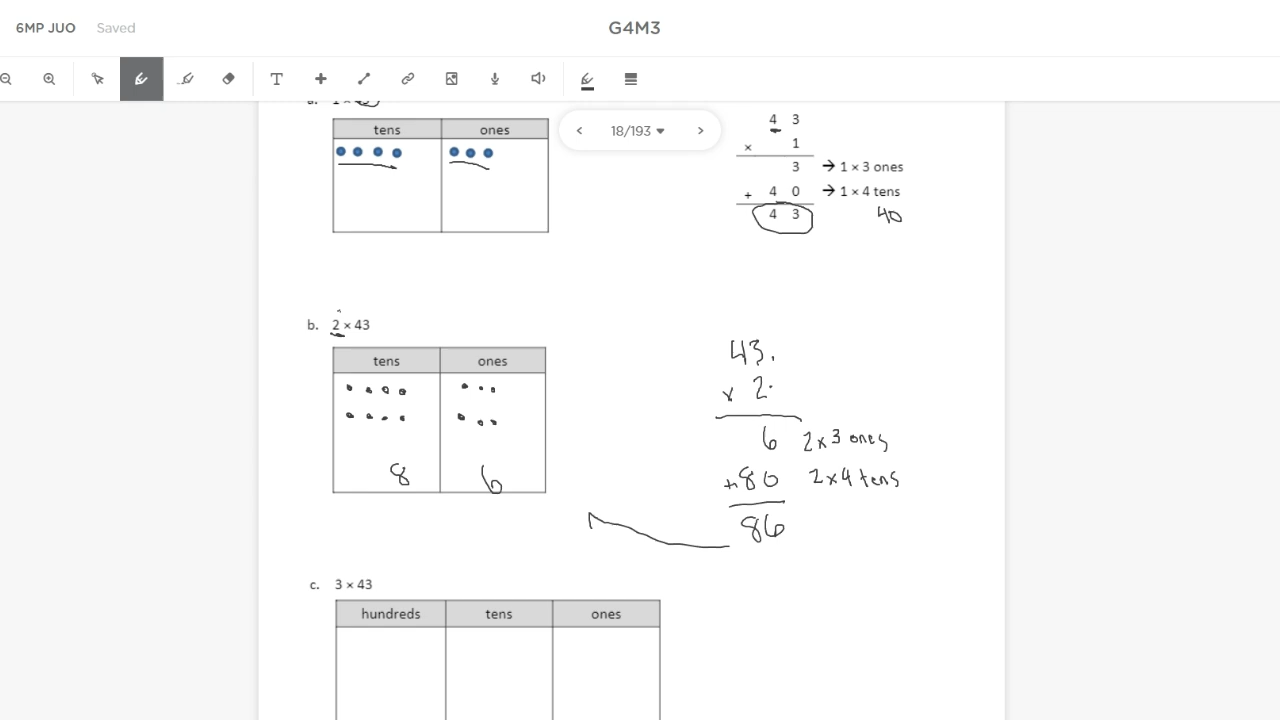 6MP JUO Saved G4M3
18/193
tens ones
4 3
× 1
3 → 1 × 3 ones
+ 4 0 → 1 × 4 tens
4 3 40
b. 2 × 43
tens ones
8 6
43.
x 2.
6 2x3 ones
+80 2x4 tens
86
c. 3 × 43
hundreds tens ones